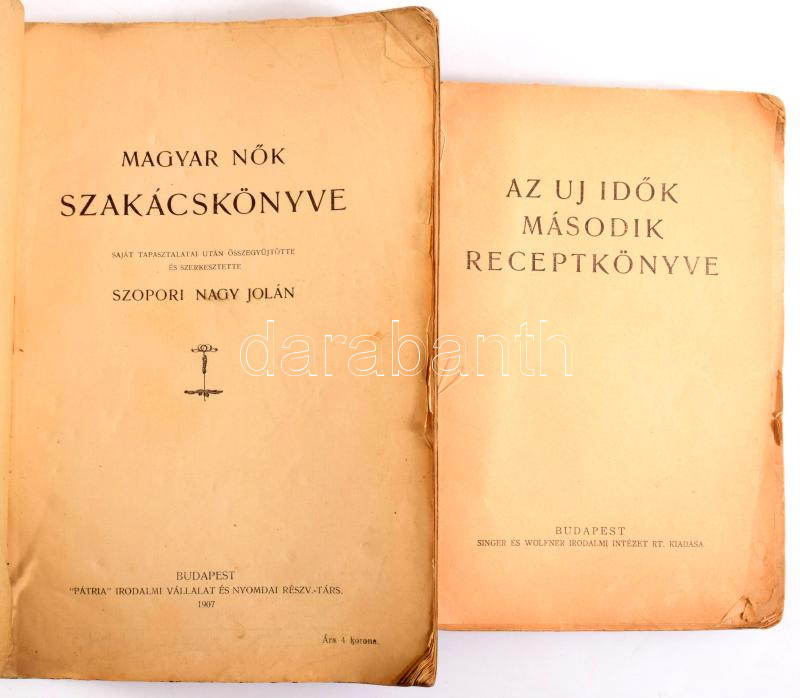 MAGYAR NŐK
SZAKÁCSKÖNYVE
SAJÁT TAPASZTALATAI UTÁN ÖSSZEGYŰJTÖTTE
ÉS SZERKESZTETTE
SZOPORI NAGY JOLÁN
BUDAPEST
"PÁTRIA" IRODALMI VÁLLALAT ÉS NYOMDAI RÉSZV.-TÁRS.
1907
Ára 4 korona.
AZ UJ IDŐK
MÁSODIK
RECEPTKÖNYVE
BUDAPEST
SINGER ÉS WOLFNER IRODALMI INTÉZET RT. KIADÁSA
darabanth